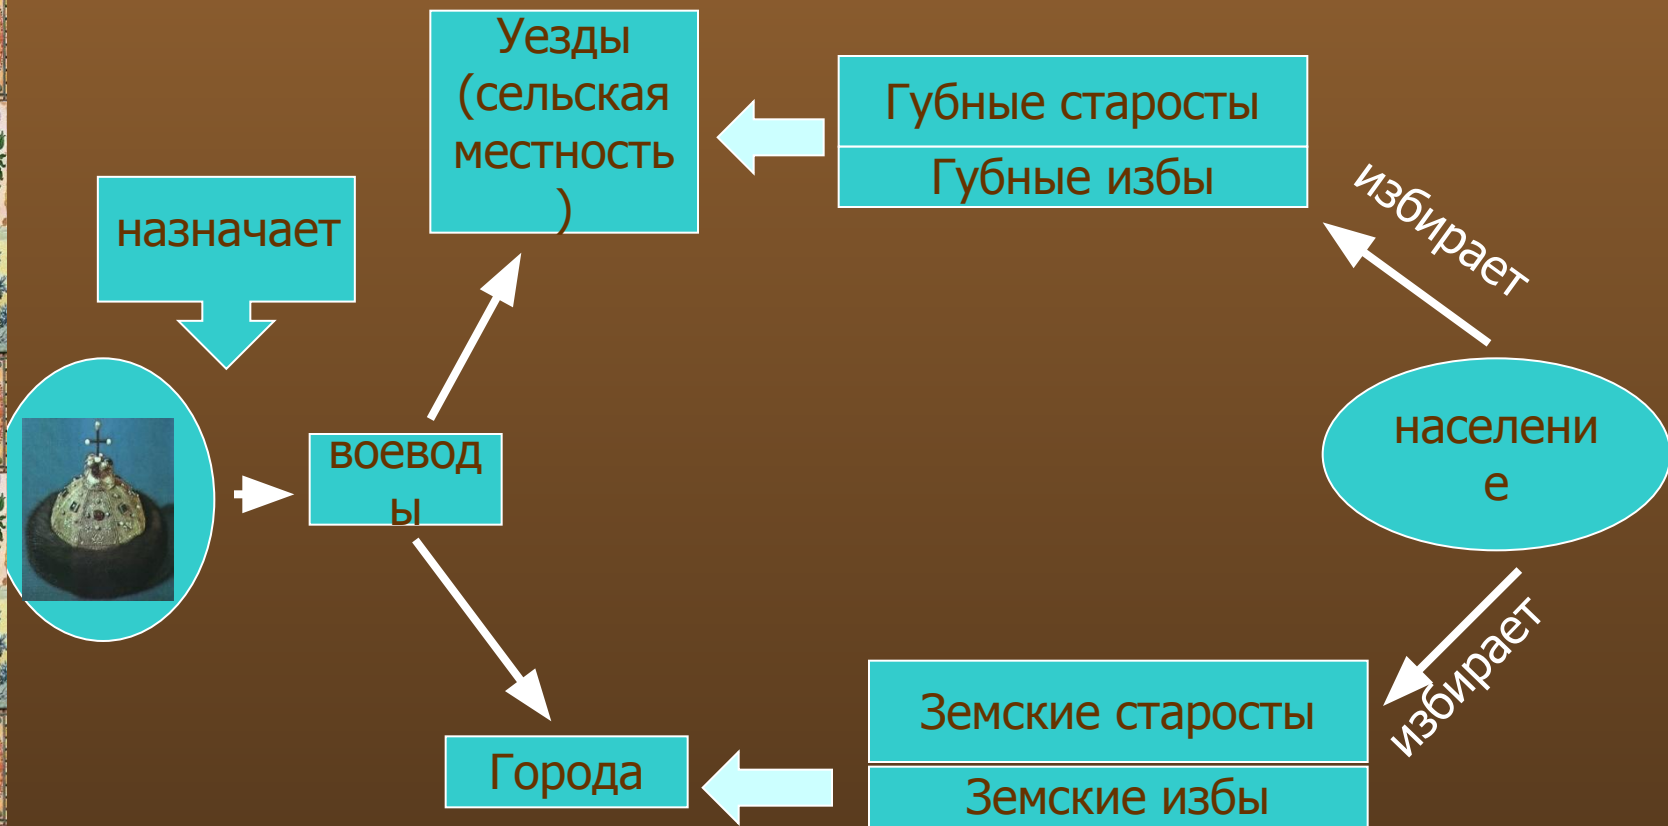 Уезды
(сельская
местность
)
Губные старосты
Губные избы
назначает
избирает
воевод
ы
населени
е
избирает
Земские старосты
Города
Земские избы